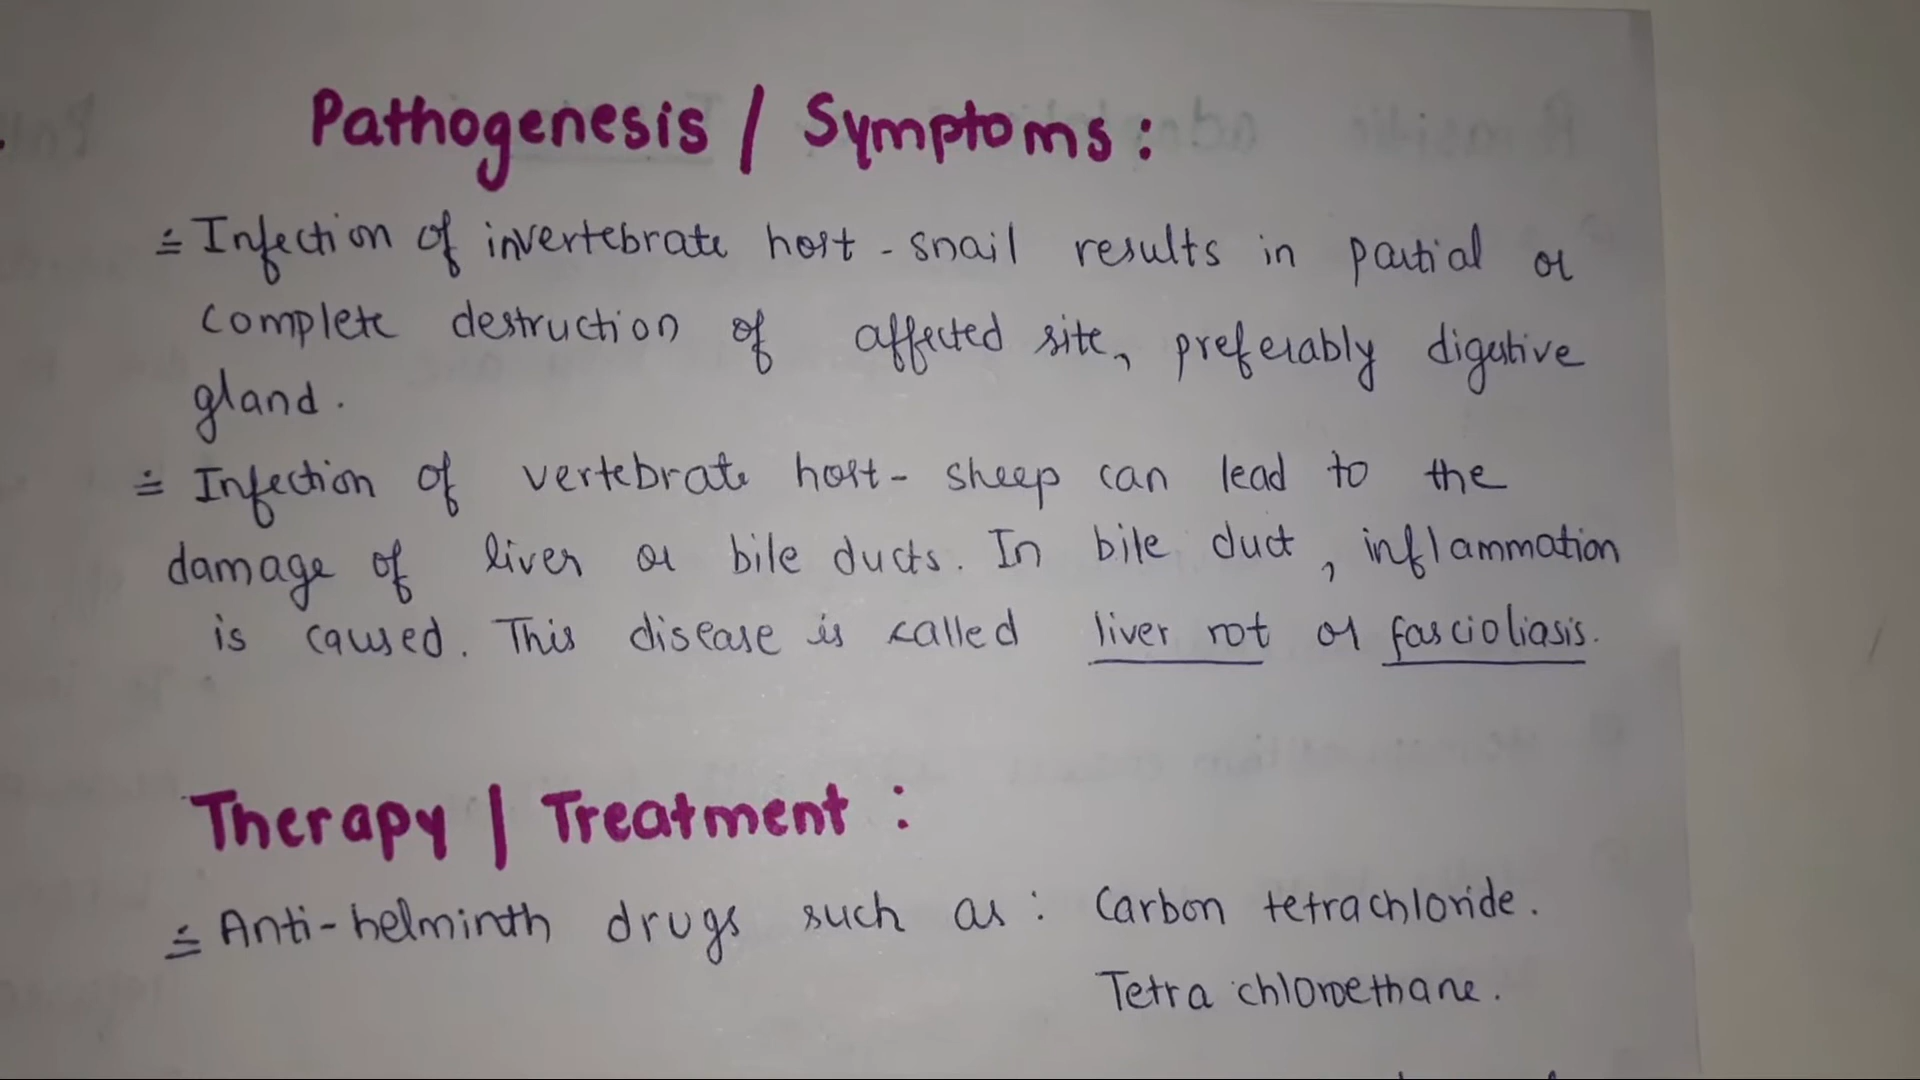 Pathogenesis / Symptoms:
= Infection of invertebrate host - snail results in partial or
complete destruction of affected site, preferably digestive
gland.
= Infection of vertebrate host - sheep can lead to the
damage of liver or bile ducts. In bile duct, inflammation
is caused. This disease is called liver rot or fascioliasis.
Therapy / Treatment:
= Anti-helminth drugs such as: Carbon tetrachloride.
Tetra chloroethane.